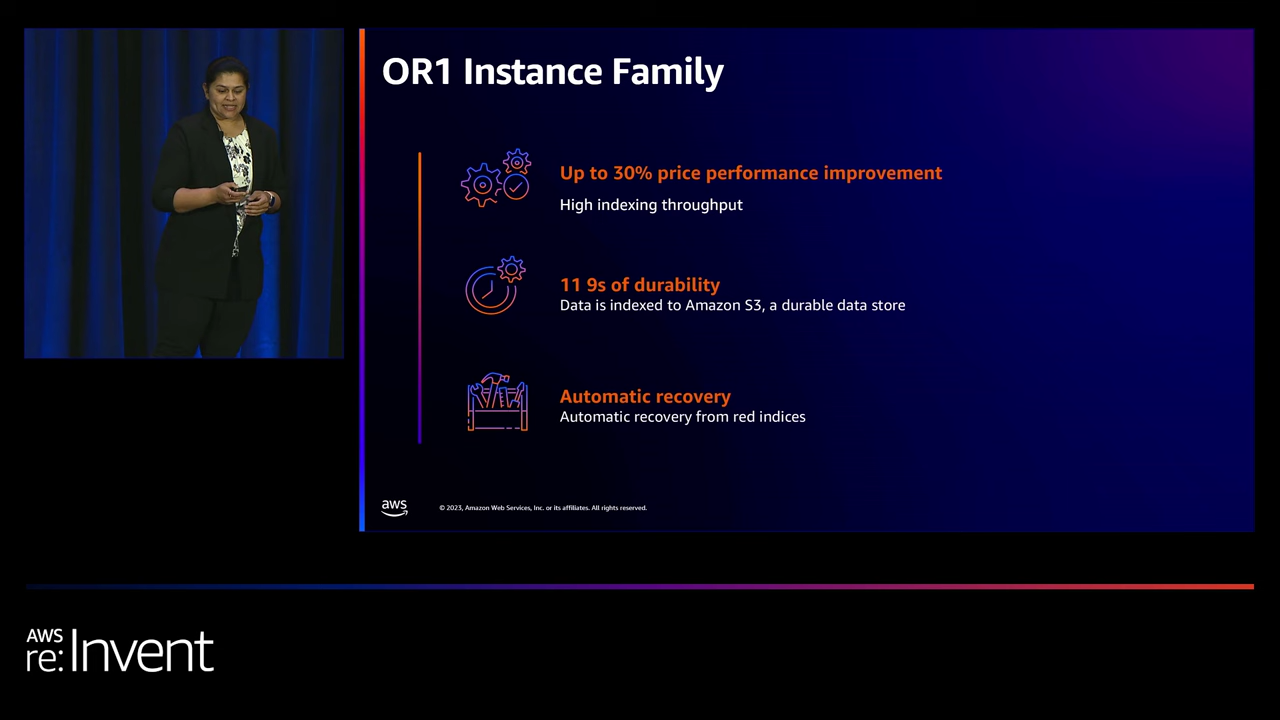 OR1 Instance Family
Up to 30% price performance improvement
High indexing throughput
11 9s of durability
Data is indexed to Amazon S3, a durable data store
Automatic recovery
Automatic recovery from red indices
aws
© 2023, Amazon Web Services, Inc. or its affiliates. All rights reserved.
AWS
re:Invent